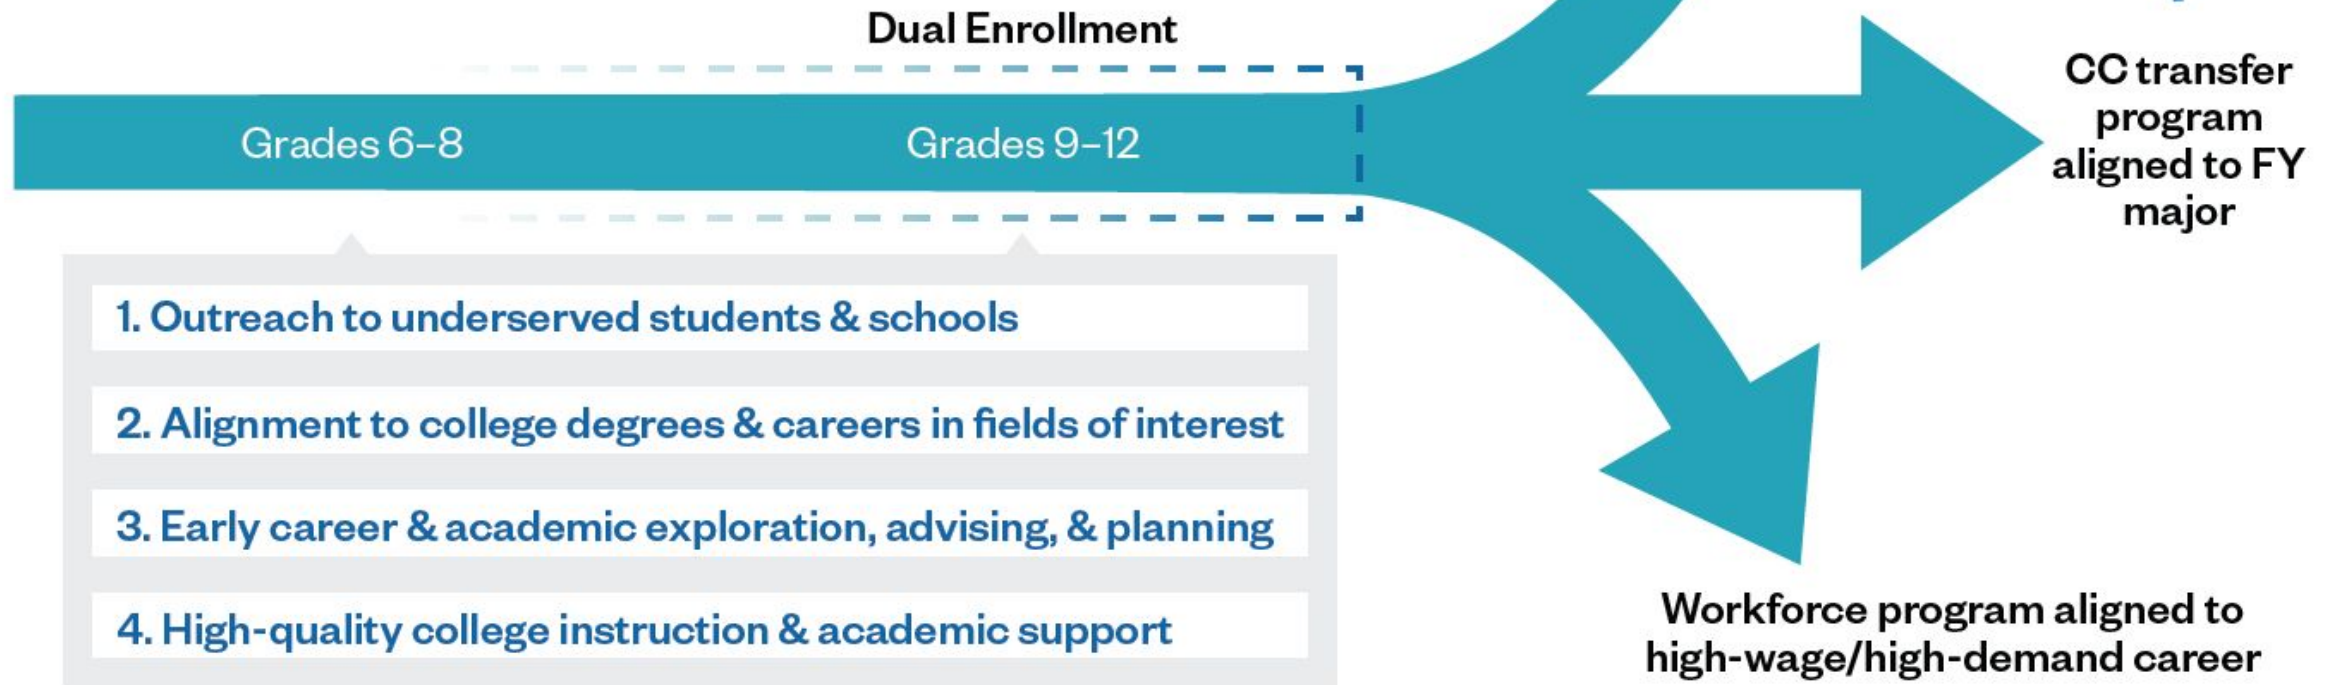 Dual Enrollment
Grades 6–8
Grades 9–12
CC transfer
program
aligned to FY
major
1. Outreach to underserved students & schools
2. Alignment to college degrees & careers in fields of interest
3. Early career & academic exploration, advising, & planning
4. High-quality college instruction & academic support
Workforce program aligned to
high-wage/high-demand career